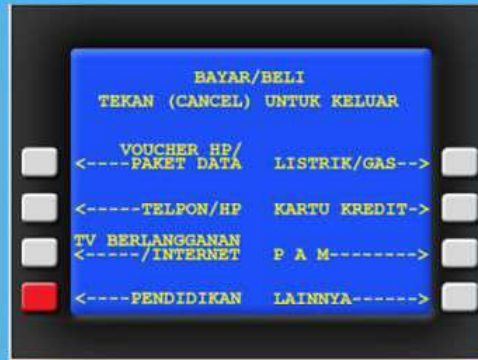 BAYAR/BELI
TEKAN (CANCEL) UNTUK KELUAR
VOUCHER HP/
<----PAKET DATA LISTRIK/GAS-->
<-----TELPON/HP KARTU KREDIT->
TV BERLANGGANAN
<-----/INTERNET P A M-------->
<----PENDIDIKAN LAINNYA------>